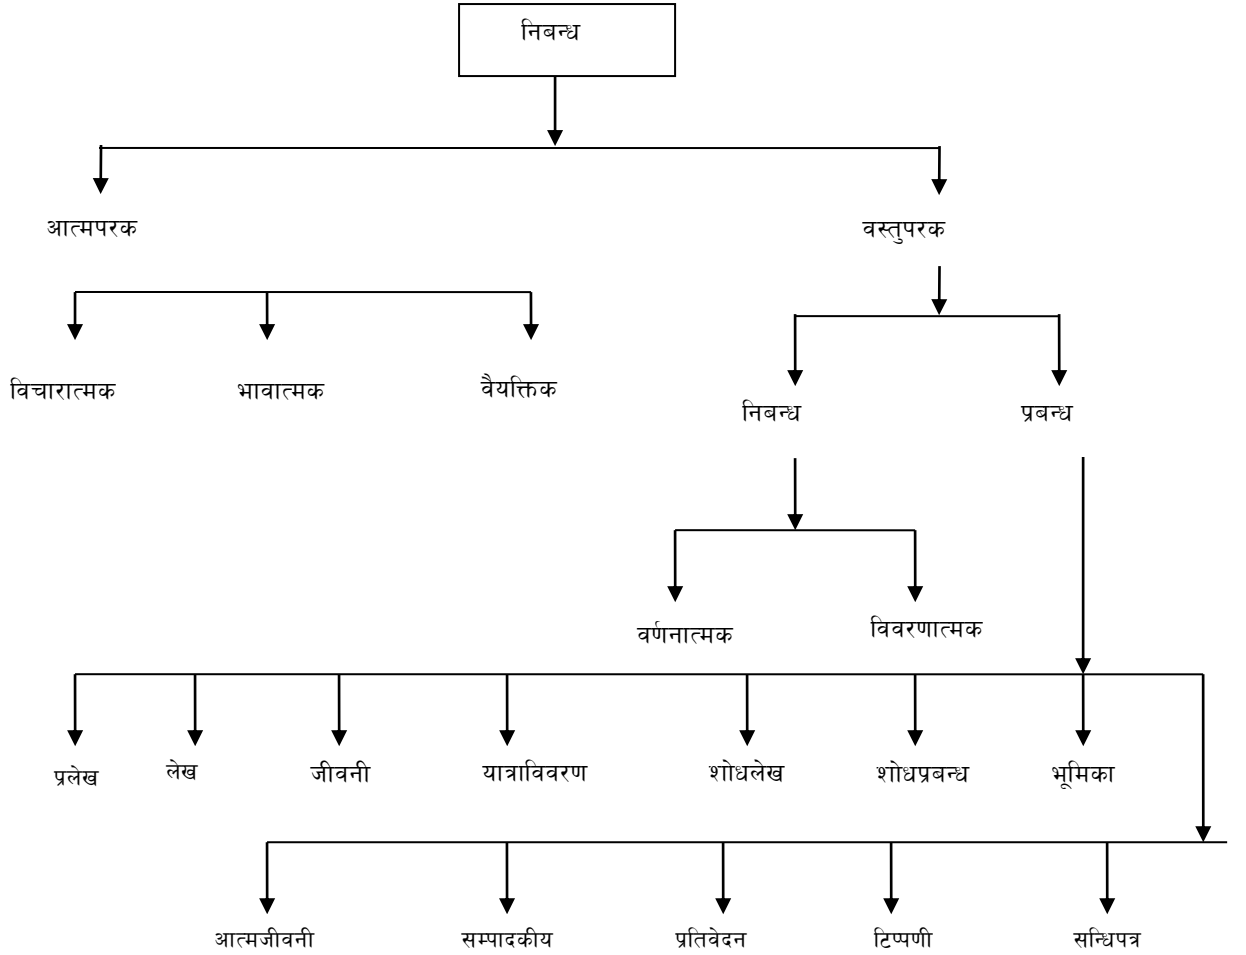 निबन्ध
आत्मपरक वस्तुपरक
विचारात्मक भावात्मक वैयक्तिक
निबन्ध प्रबन्ध
वर्णनात्मक विवरणात्मक
प्रलेख लेख जीवनी यात्राविवरण शोधलेख शोधप्रबन्ध भूमिका
आत्मजीवनी सम्पादकीय प्रतिवेदन टिप्पणी सन्धिपत्र